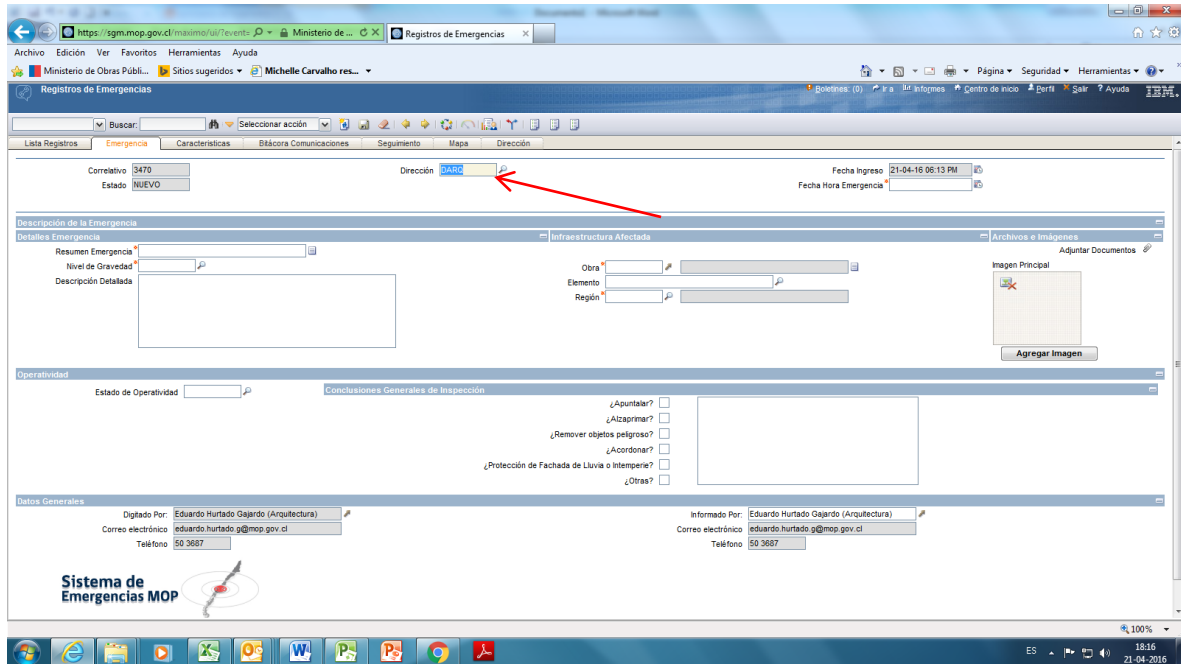 Documento1 - Microsoft Word
https://sgm.mop.gov.cl/maximo/ui/?event= Ministerio de ... Registros de Emergencias
Archivo Edición Ver Favoritos Herramientas Ayuda
Ministerio de Obras Públi... Sitios sugeridos Michelle Carvalho res... Página Seguridad Herramientas
Registros de Emergencias Boletines: (0) Ir a Informes Centro de inicio Perfil Salir ? Ayuda IBM.
Buscar: Seleccionar acción
Lista Registros Emergencia Características Bitácora Comunicaciones Seguimiento Mapa Dirección
Correlativo 3470 Dirección DARQ Fecha Ingreso 21-04-16 06:13 PM
Estado NUEVO Fecha Hora Emergencia *
Descripción de la Emergencia
Detalles Emergencia Infraestructura Afectada Archivos e Imágenes
Resumen Emergencia * Adjuntar Documentos
Nivel de Gravedad * Obra * Imagen Principal
Descripción Detallada Elemento
Región *
Agregar Imagen
Operatividad
Estado de Operatividad Conclusiones Generales de Inspección
¿Apuntalar?
¿Alzaprimar?
¿Remover objetos peligroso?
¿Acordonar?
¿Protección de Fachada de Lluvia o Intemperie?
¿Otras?
Datos Generales
Digitado Por: Eduardo Hurtado Gajardo (Arquitectura) Informado Por: Eduardo Hurtado Gajardo (Arquitectura)
Correo electrónico eduardo.hurtado.g@mop.gov.cl Correo electrónico eduardo.hurtado.g@mop.gov.cl
Teléfono 50 3687 Teléfono 50 3687
Sistema de
Emergencias MOP
100%
ES 18:16
21-04-2016